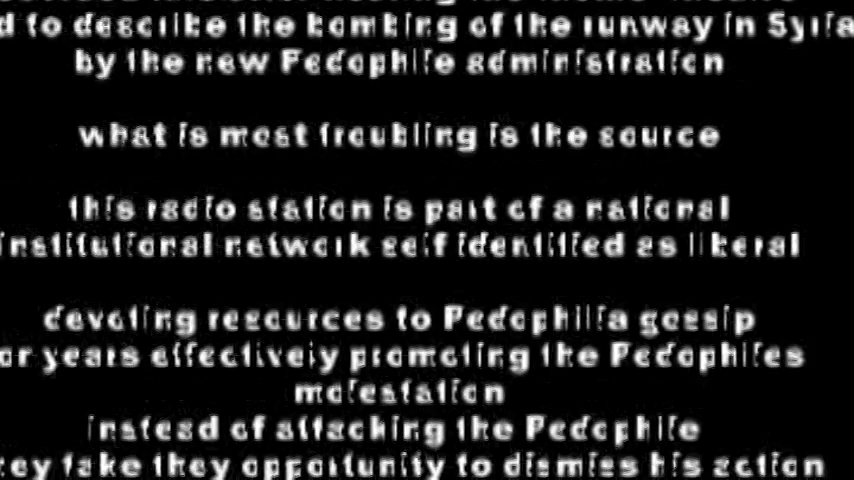 d to describe the bombing of the runway in Syria
by the new Pedophile administration
what is most troubling is the source
this radio station is part of a national
institutional network self identified as liberal
devoting resources to Pedophilia gossip
or years effectively promoting the Pedophiles
molestation
instead of attacking the Pedophile
hey take they opportunity to dismiss his action